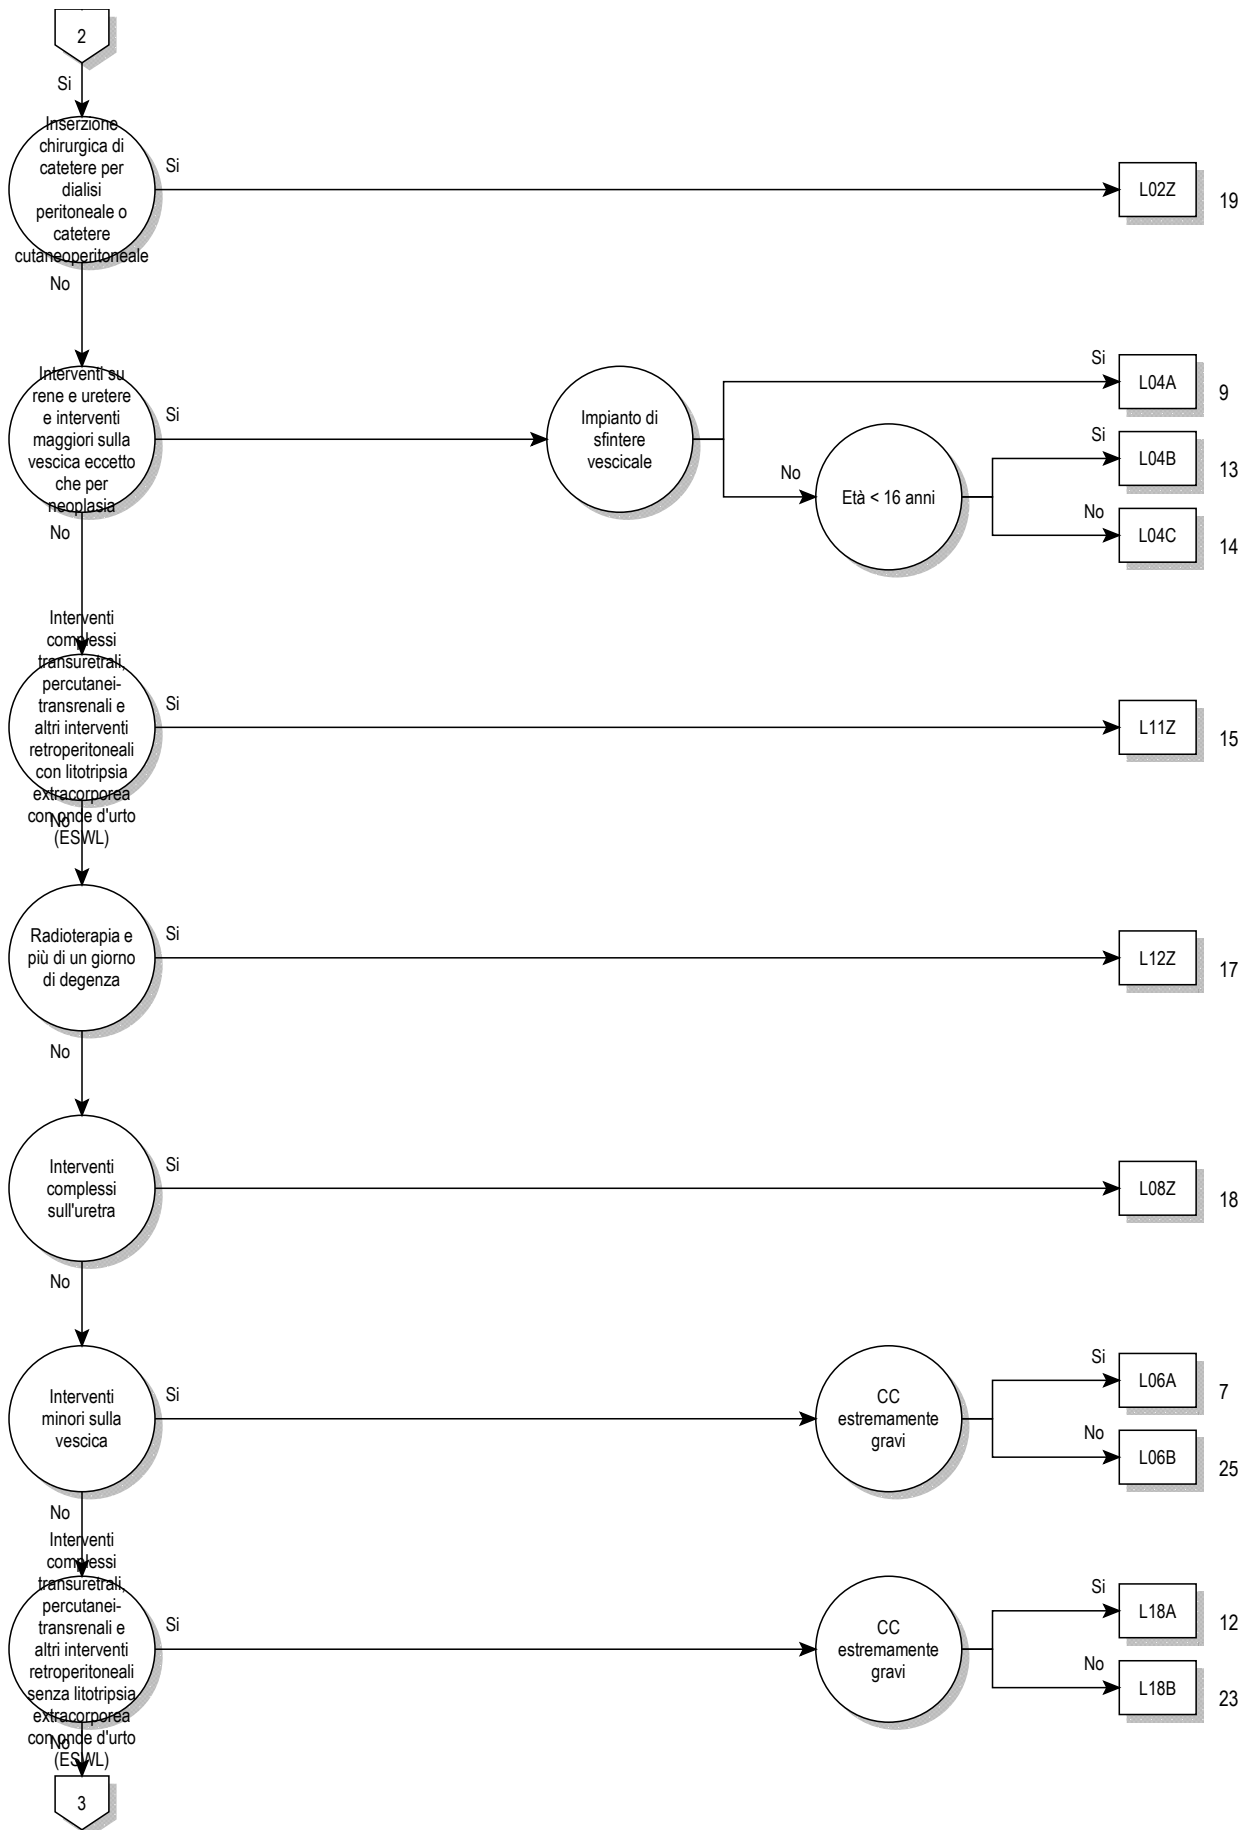 2
Si
Inserzione
chirurgica di
catetere per
dialisi
peritoneale o
catetere
cutaneoperitoneale
Si
L02Z
19
No
Interventi su
rene e uretere
e interventi
maggiori sulla
vescica eccetto
che per
neoplasia
Si
Impianto di
sfintere
vescicale
Si
L04A
9
No
Età < 16 anni
Si
L04B
13
No
L04C
14
No
Interventi
complessi
transuretrali,
percutanei-
transrenali e
altri interventi
retroperitoneali
con litotripsia
extracorporea
con onde d'urto
(ESWL)
Si
L11Z
15
No
Radioterapia e
più di un giorno
di degenza
Si
L12Z
17
No
Interventi
complessi
sull'uretra
Si
L08Z
18
No
Interventi
minori sulla
vescica
Si
CC
estremamente
gravi
Si
L06A
7
No
L06B
25
No
Interventi
complessi
transuretrali,
percutanei-
transrenali e
altri interventi
retroperitoneali
senza litotripsia
extracorporea
con onde d'urto
(ESWL)
Si
CC
estremamente
gravi
Si
L18A
12
No
L18B
23
No
3